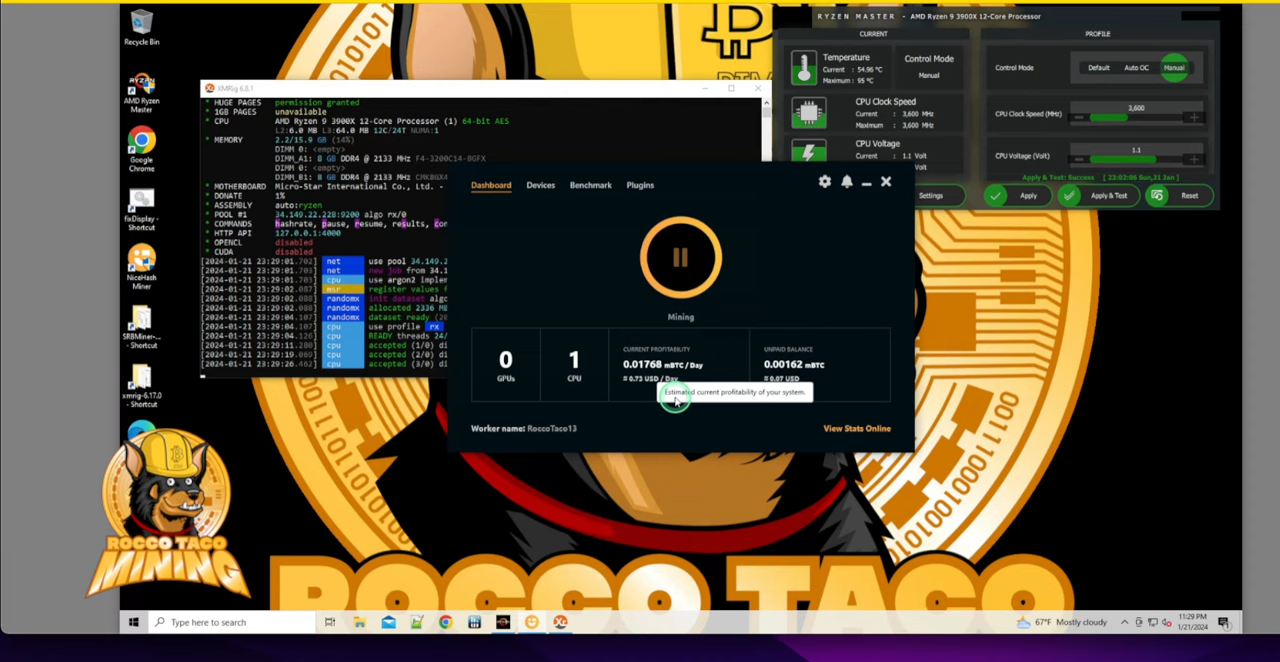 Recycle Bin
AMD Ryzen
Master
Google
Chrome
fixDisplay -
Shortcut
NiceHash
Miner
SRBMiner-...
- Shortcut
xmrig-6.17.0
- Shortcut
XMRig 6.8.1
* HUGE PAGES permission granted
* 1GB PAGES unavailable
* CPU AMD Ryzen 9 3900X 12-Core Processor (1) 64-bit AES
L2:6.0 MB L3:64.0 MB 12C/24T NUMA:1
* MEMORY 2.2/15.9 GB (14%)
DIMM 0: <empty>
DIMM_A1: 8 GB DDR4 @ 2133 MHz F4-3200C14-8GFX
DIMM 0: <empty>
DIMM_B1: 8 GB DDR4 @ 2133 MHz
* MOTHERBOARD Micro-Star International Co., Ltd. -
* DONATE 1%
* ASSEMBLY auto:ryzen
* POOL #1 34.149.22.228:9200 algo rx/0
* COMMANDS hashrate, pause, resume, results, con
* HTTP API 127.0.0.1:4000
* OPENCL disabled
* CUDA disabled
[2024-01-21 23:29:01.702] net use pool 34.149.2
[2024-01-21 23:29:01.703] net new job from 34.1
[2024-01-21 23:29:01.703] cpu use argon2 implem
[2024-01-21 23:29:02.087] msr register values f
[2024-01-21 23:29:02.088] randomx init dataset algo
[2024-01-21 23:29:02.088] randomx allocated 2336 MB
[2024-01-21 23:29:04.107] randomx dataset ready (20
[2024-01-21 23:29:04.107] cpu use profile rx
[2024-01-21 23:29:04.126] cpu READY threads 24/
[2024-01-21 23:29:11.280] cpu accepted (1/0) di
[2024-01-21 23:29:19.069] cpu accepted (2/0) di
[2024-01-21 23:29:26.462] cpu accepted (3/0) di
RYZEN MASTER - AMD Ryzen 9 3900X 12-Core Processor
CURRENT
PROFILE
Temperature
Current : 54.96 °C
Maximum : 95 °C
Control Mode
Manual
Control Mode
Default Auto OC Manual
CPU Clock Speed
Current : 3,600 MHz
Maximum : 3,600 MHz
CPU Clock Speed (MHz)
3,600
CPU Voltage
Current : 1.1 Volt
Volt
CPU Voltage (Volt)
1.1
Apply & Test: Success [ 23:02:06 Sun,21 Jan ]
Settings
Apply
Apply & Test
Reset
Dashboard Devices Benchmark Plugins
Mining
0
GPUs
1
CPU
CURRENT PROFITABILITY
0.01768 mBTC / Day
≈ 0.73 USD / Day
UNPAID BALANCE
0.00162 mBTC
≈ 0.07 USD
Estimated current profitability of your system.
Worker name: RoccoTaco13
View Stats Online
ROCCO TACO
MINING
ROCCO TACO
Type here to search
67°F Mostly cloudy
11:29 PM
1/21/2024